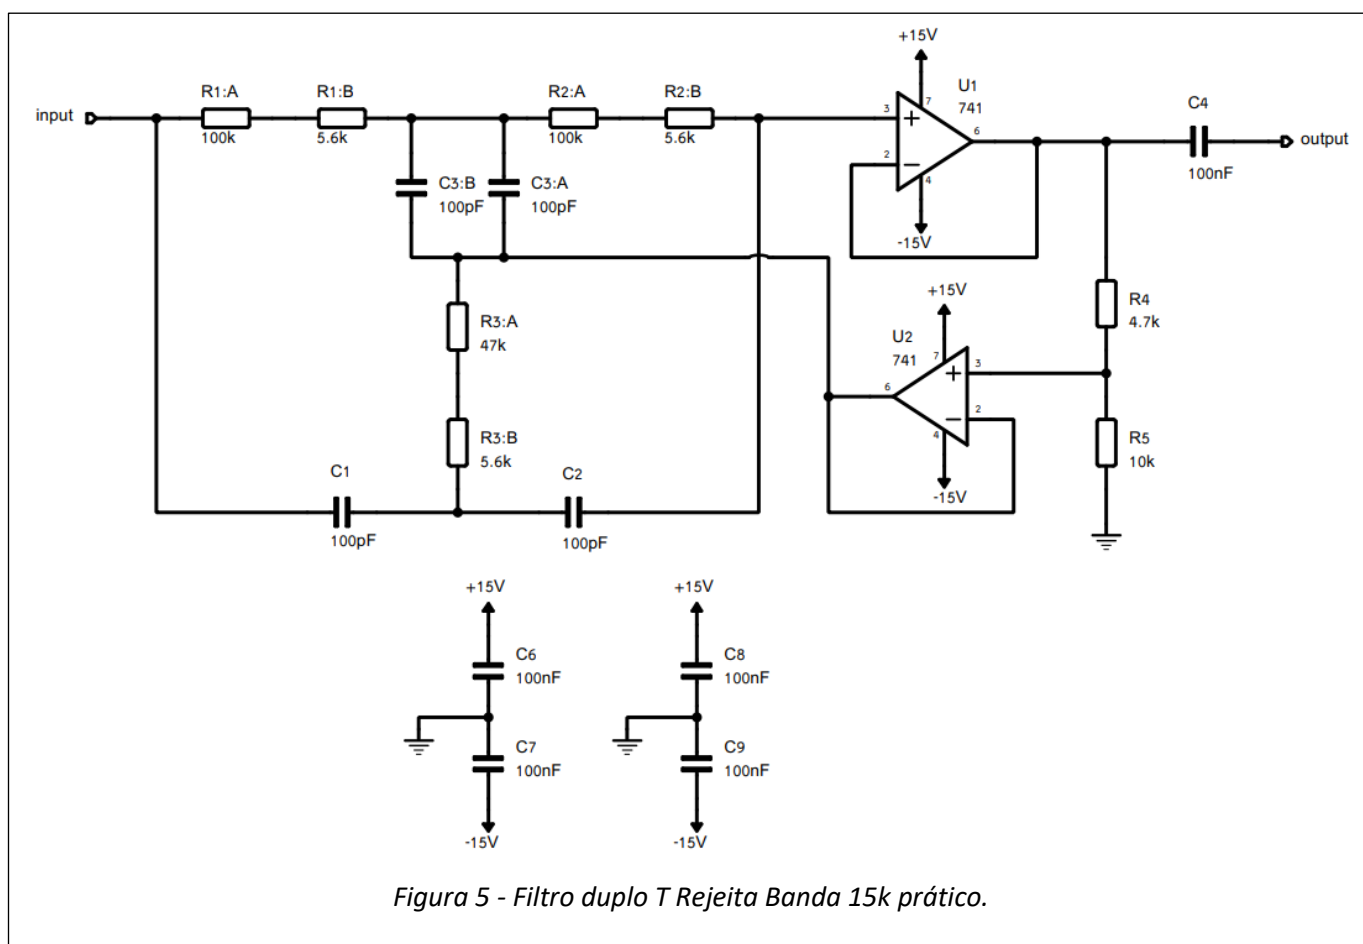 +15V
U1
741
R1:A
R1:B
R2:A
R2:B
C4
input
100k
5.6k
100k
5.6k
3
7
6
2
4
output
100nF
C3:B
100pF
C3:A
100pF
-15V
+15V
R4
4.7k
U2
741
R3:A
47k
7
3
6
2
4
R3:B
5.6k
R5
10k
C1
100pF
C2
100pF
-15V
+15V
+15V
C6
100nF
C8
100nF
C7
100nF
C9
100nF
-15V
-15V
Figura 5 - Filtro duplo T Rejeita Banda 15k prático.